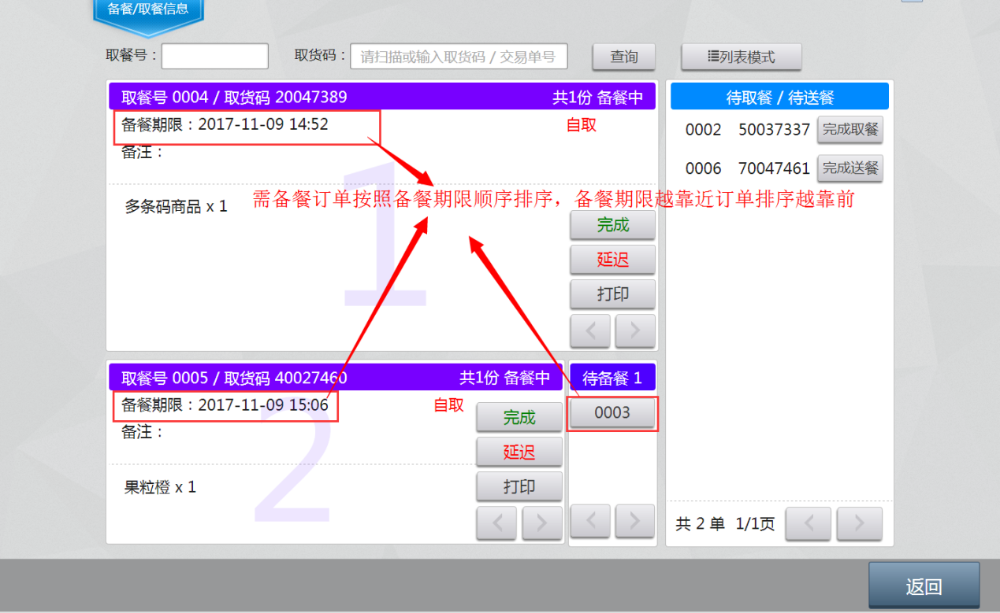 备餐/取餐信息
取餐号： 取货码： 请扫描或输入取货码 / 交易单号 查询 列表模式
取餐号 0004 / 取货码 20047389 共1份 备餐中
备餐期限：2017-11-09 14:52 自取
备注：
1
需备餐订单按照备餐期限顺序排序，备餐期限越靠近订单排序越靠前
多条码商品 x 1
完成
延迟
打印
取餐号 0005 / 取货码 40027460 共1份 备餐中
备餐期限：2017-11-09 15:06 自取
备注：
2
果粒橙 x 1
完成
延迟
打印
待备餐 1
0003
待取餐 / 待送餐
0002 50037337 完成取餐
0006 70047461 完成送餐
共 2 单 1/1页
返回